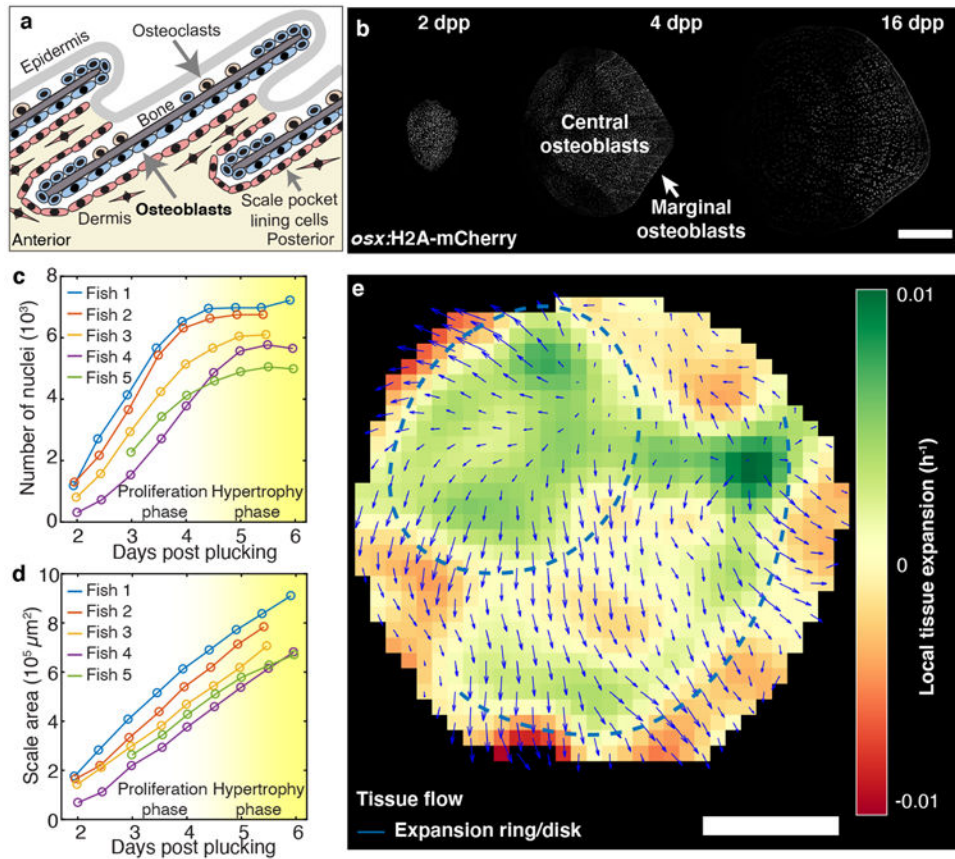 a
Epidermis
Osteoclasts
Bone
Dermis
Osteoblasts
Scale pocket
lining cells
Anterior
Posterior
b
2 dpp
4 dpp
16 dpp
Central
osteoblasts
Marginal
osteoblasts
osx:H2A-mCherry
c
Number of nuclei (10³)
8
6
4
2
0
Fish 1
Fish 2
Fish 3
Fish 4
Fish 5
Proliferation
phase
Hypertrophy
phase
2 3 4 5 6
Days post plucking
d
Scale area (10⁵ µm²)
10
8
6
4
2
0
Fish 1
Fish 2
Fish 3
Fish 4
Fish 5
Proliferation
phase
Hypertrophy
phase
2 3 4 5 6
Days post plucking
e
Tissue flow
Expansion ring/disk
0.01
0
-0.01
Local tissue expansion (h⁻¹)